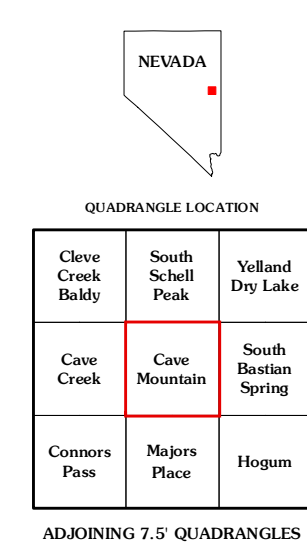 NEVADA
QUADRANGLE LOCATION
Cleve
Creek
Baldy
South
Schell
Peak
Yelland
Dry Lake
Cave
Creek
Cave
Mountain
South
Bastian
Spring
Connors
Pass
Majors
Place
Hogum
ADJOINING 7.5' QUADRANGLES